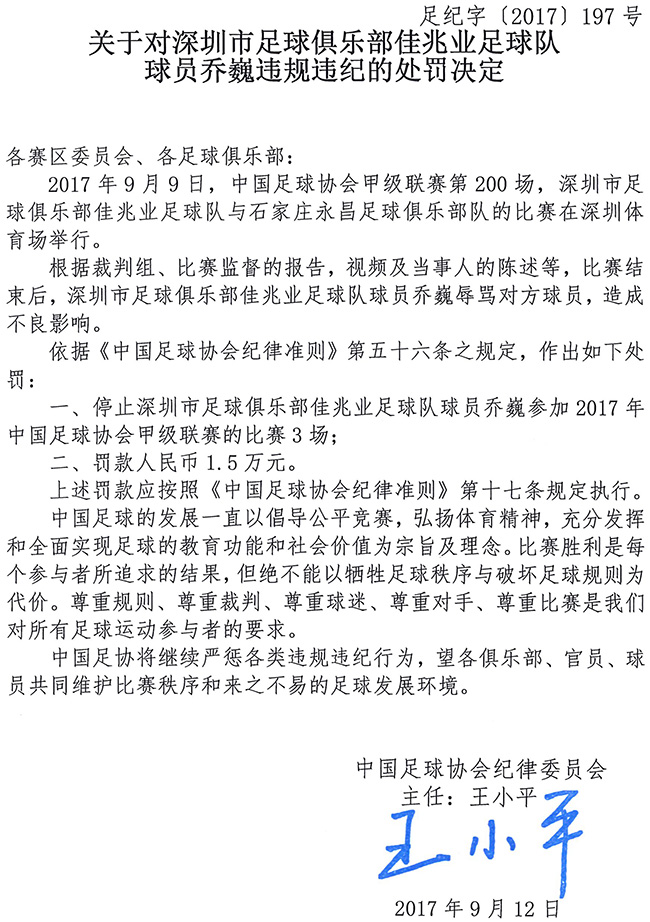 足纪字〔2017〕197号
关于对深圳市足球俱乐部佳兆业足球队
球员乔巍违规违纪的处罚决定
各赛区委员会、各足球俱乐部：
2017年9月9日，中国足球协会甲级联赛第200场，深圳市足
球俱乐部佳兆业足球队与石家庄永昌足球俱乐部队的比赛在深圳体
育场举行。
根据裁判组、比赛监督的报告，视频及当事人的陈述等，比赛结
束后，深圳市足球俱乐部佳兆业足球队球员乔巍辱骂对方球员，造成
不良影响。
依据《中国足球协会纪律准则》第五十六条之规定，作出如下处
罚：
一、停止深圳市足球俱乐部佳兆业足球队球员乔巍参加2017年
中国足球协会甲级联赛的比赛3场；
二、罚款人民币1.5万元。
上述罚款应按照《中国足球协会纪律准则》第十七条规定执行。
中国足球的发展一直以倡导公平竞赛，弘扬体育精神，充分发挥
和全面实现足球的教育功能和社会价值为宗旨及理念。比赛胜利是每
个参与者所追求的结果，但绝不能以牺牲足球秩序与破坏足球规则为
代价。尊重规则、尊重裁判、尊重球迷、尊重对手、尊重比赛是我们
对所有足球运动参与者的要求。
中国足协将继续严惩各类违规违纪行为，望各俱乐部、官员、球
员共同维护比赛秩序和来之不易的足球发展环境。
中国足球协会纪律委员会
主任：王小平
王小平
2017年9月12日